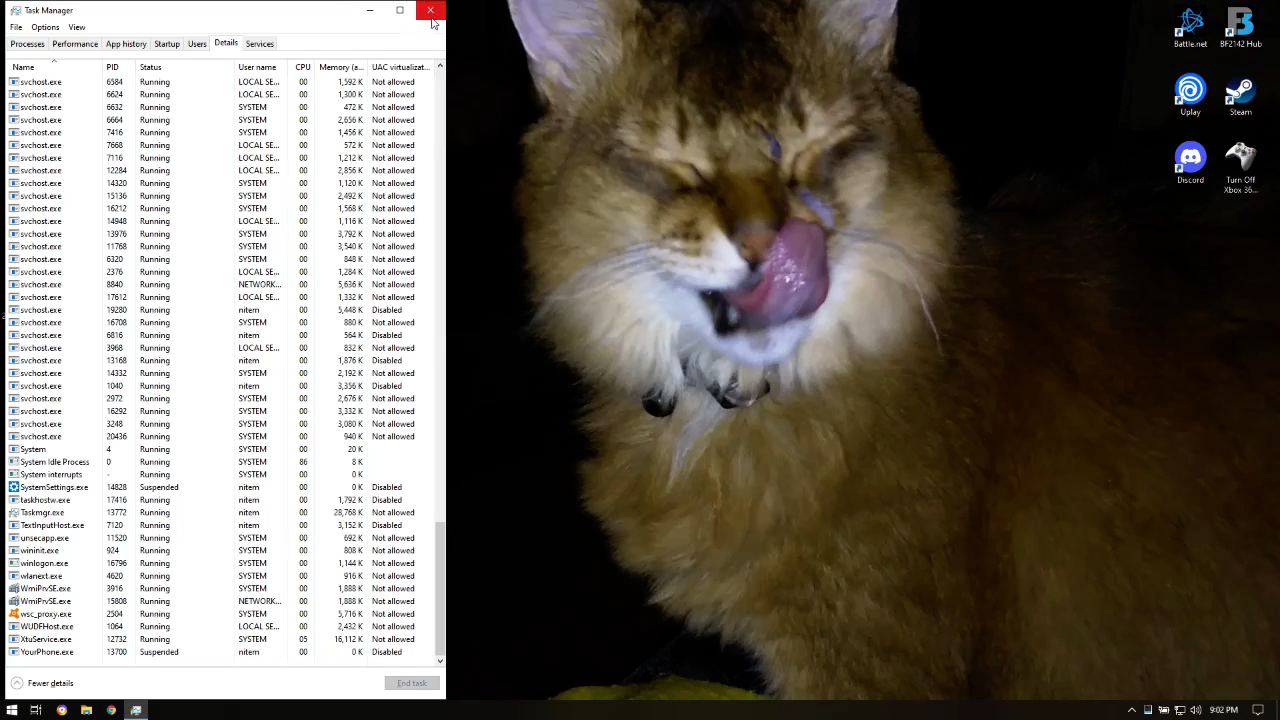 Task Manager
File Options View
Processes Performance App history Startup Users Details Services
Name PID Status User name CPU Memory (a... UAC virtualizat...
svchost.exe 6584 Running LOCAL SE... 00 1,592 K Not allowed
svchost.exe 6624 Running LOCAL SE... 00 1,300 K Not allowed
svchost.exe 6632 Running SYSTEM 00 472 K Not allowed
svchost.exe 6664 Running SYSTEM 00 2,656 K Not allowed
svchost.exe 7416 Running SYSTEM 00 1,456 K Not allowed
svchost.exe 7668 Running LOCAL SE... 00 572 K Not allowed
svchost.exe 7116 Running LOCAL SE... 00 1,212 K Not allowed
svchost.exe 12284 Running LOCAL SE... 00 2,856 K Not allowed
svchost.exe 14320 Running SYSTEM 00 1,120 K Not allowed
svchost.exe 15136 Running SYSTEM 00 2,492 K Not allowed
svchost.exe 16212 Running SYSTEM 00 1,568 K Not allowed
svchost.exe 14948 Running LOCAL SE... 00 1,116 K Not allowed
svchost.exe 13976 Running SYSTEM 00 3,792 K Not allowed
svchost.exe 11768 Running SYSTEM 00 3,540 K Not allowed
svchost.exe 6320 Running SYSTEM 00 848 K Not allowed
svchost.exe 2376 Running LOCAL SE... 00 1,284 K Not allowed
svchost.exe 8840 Running NETWORK... 00 5,636 K Not allowed
svchost.exe 17612 Running LOCAL SE... 00 1,332 K Not allowed
svchost.exe 19280 Running nitem 00 5,448 K Disabled
svchost.exe 16708 Running SYSTEM 00 880 K Not allowed
svchost.exe 6816 Running nitem 00 564 K Disabled
svchost.exe 3968 Running LOCAL SE... 00 832 K Not allowed
svchost.exe 13168 Running nitem 00 1,876 K Disabled
svchost.exe 14332 Running SYSTEM 00 2,192 K Not allowed
svchost.exe 1040 Running nitem 00 3,356 K Disabled
svchost.exe 2972 Running SYSTEM 00 2,676 K Not allowed
svchost.exe 16292 Running SYSTEM 00 3,332 K Not allowed
svchost.exe 3248 Running SYSTEM 00 3,080 K Not allowed
svchost.exe 20436 Running SYSTEM 00 940 K Not allowed
System 4 Running SYSTEM 00 20 K
System Idle Process 0 Running SYSTEM 86 8 K
System interrupts - Running SYSTEM 00 0 K
SystemSettings.exe 14828 Suspended nitem 00 0 K Disabled
taskhostw.exe 17416 Running nitem 00 1,792 K Disabled
Taskmgr.exe 13772 Running nitem 00 28,768 K Not allowed
TextInputHost.exe 7120 Running nitem 00 3,152 K Disabled
unsecapp.exe 11520 Running SYSTEM 00 692 K Not allowed
wininit.exe 924 Running SYSTEM 00 808 K Not allowed
winlogon.exe 16796 Running SYSTEM 00 1,144 K Not allowed
wlanext.exe 4620 Running SYSTEM 00 916 K Not allowed
WmiPrvSE.exe 3916 Running SYSTEM 00 1,888 K Not allowed
WmiPrvSE.exe 15808 Running NETWORK... 00 1,888 K Not allowed
wsc_proxy.exe 2504 Running SYSTEM 00 5,716 K Not allowed
WUDFHost.exe 1064 Running LOCAL SE... 00 2,432 K Not allowed
XtuService.exe 12732 Running SYSTEM 05 16,112 K Not allowed
YourPhone.exe 13700 Suspended nitem 00 0 K Disabled
Fewer details End task
Battle.net BF2142 Hub
Uplay Steam
Discord Turn Off
Xbox 36...
9:02 PM